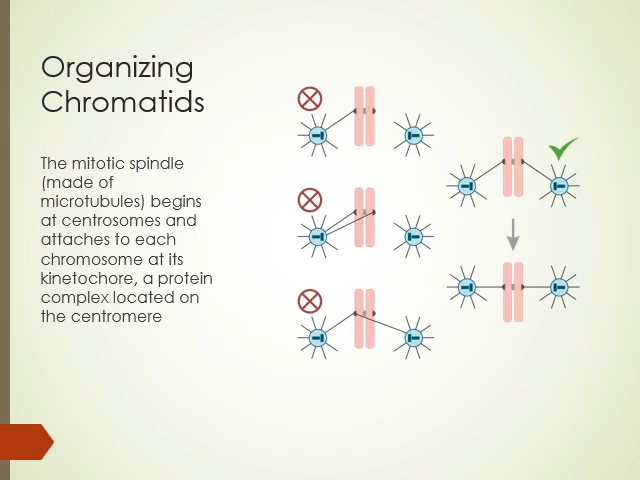 Organizing
Chromatids
The mitotic spindle
(made of
microtubules) begins
at centrosomes and
attaches to each
chromosome at its
kinetochore, a protein
complex located on
the centromere